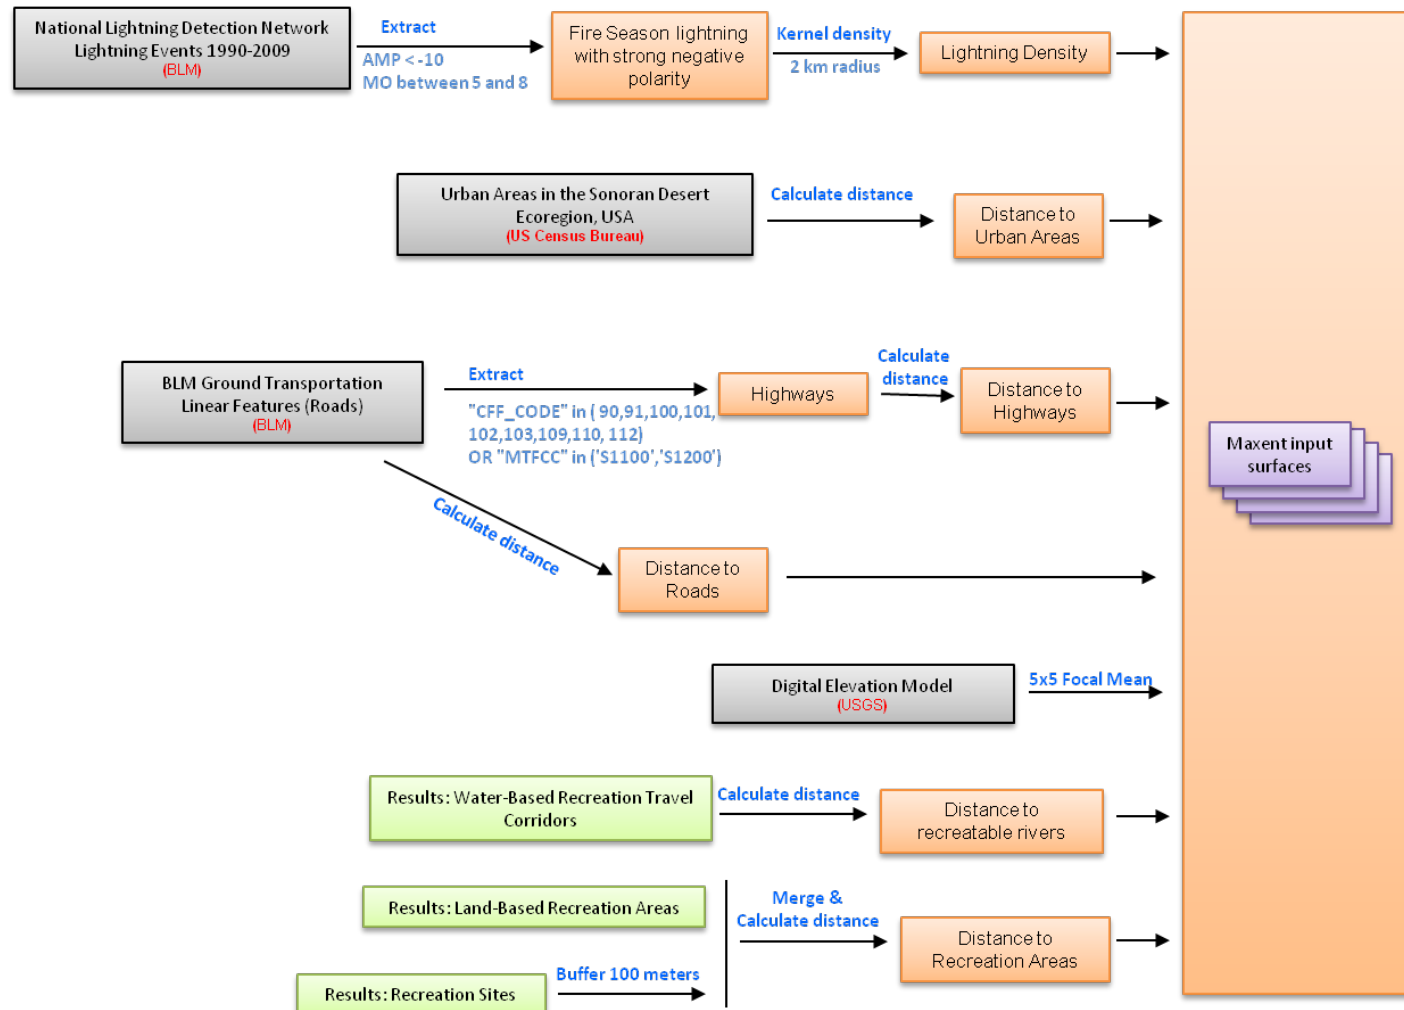 National Lightning Detection Network
Lightning Events 1990-2009
(BLM)
Extract
AMP < -10
MO between 5 and 8
Fire Season lightning
with strong negative
polarity
Kernel density
2 km radius
Lightning Density
Urban Areas in the Sonoran Desert
Ecoregion, USA
(US Census Bureau)
Calculate distance
Distance to
Urban Areas
BLM Ground Transportation
Linear Features (Roads)
(BLM)
Extract
"CFF_CODE" in ( 90,91,100,101,
102,103,109,110, 112)
OR "MTFCC" in ('S1100','S1200')
Highways
Calculate
distance
Distance to
Highways
Maxent input
surfaces
Calculate distance
Distance to
Roads
Digital Elevation Model
(USGS)
5x5 Focal Mean
Results: Water-Based Recreation Travel
Corridors
Calculate distance
Distance to
recreatable rivers
Results: Land-Based Recreation Areas
Merge &
Calculate distance
Distance to
Recreation Areas
Results: Recreation Sites
Buffer 100 meters